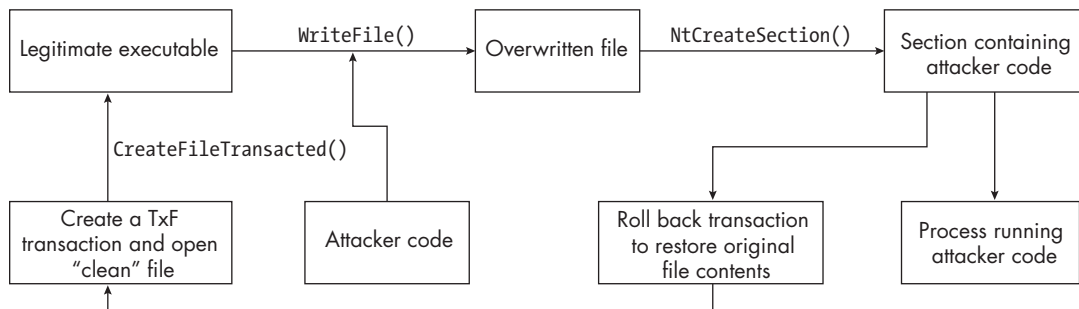 Legitimate executable
WriteFile()
Overwritten file
NtCreateSection()
Section containing
attacker code
CreateFileTransacted()
Create a TxF
transaction and open
“clean” file
Attacker code
Roll back transaction
to restore original
file contents
Process running
attacker code